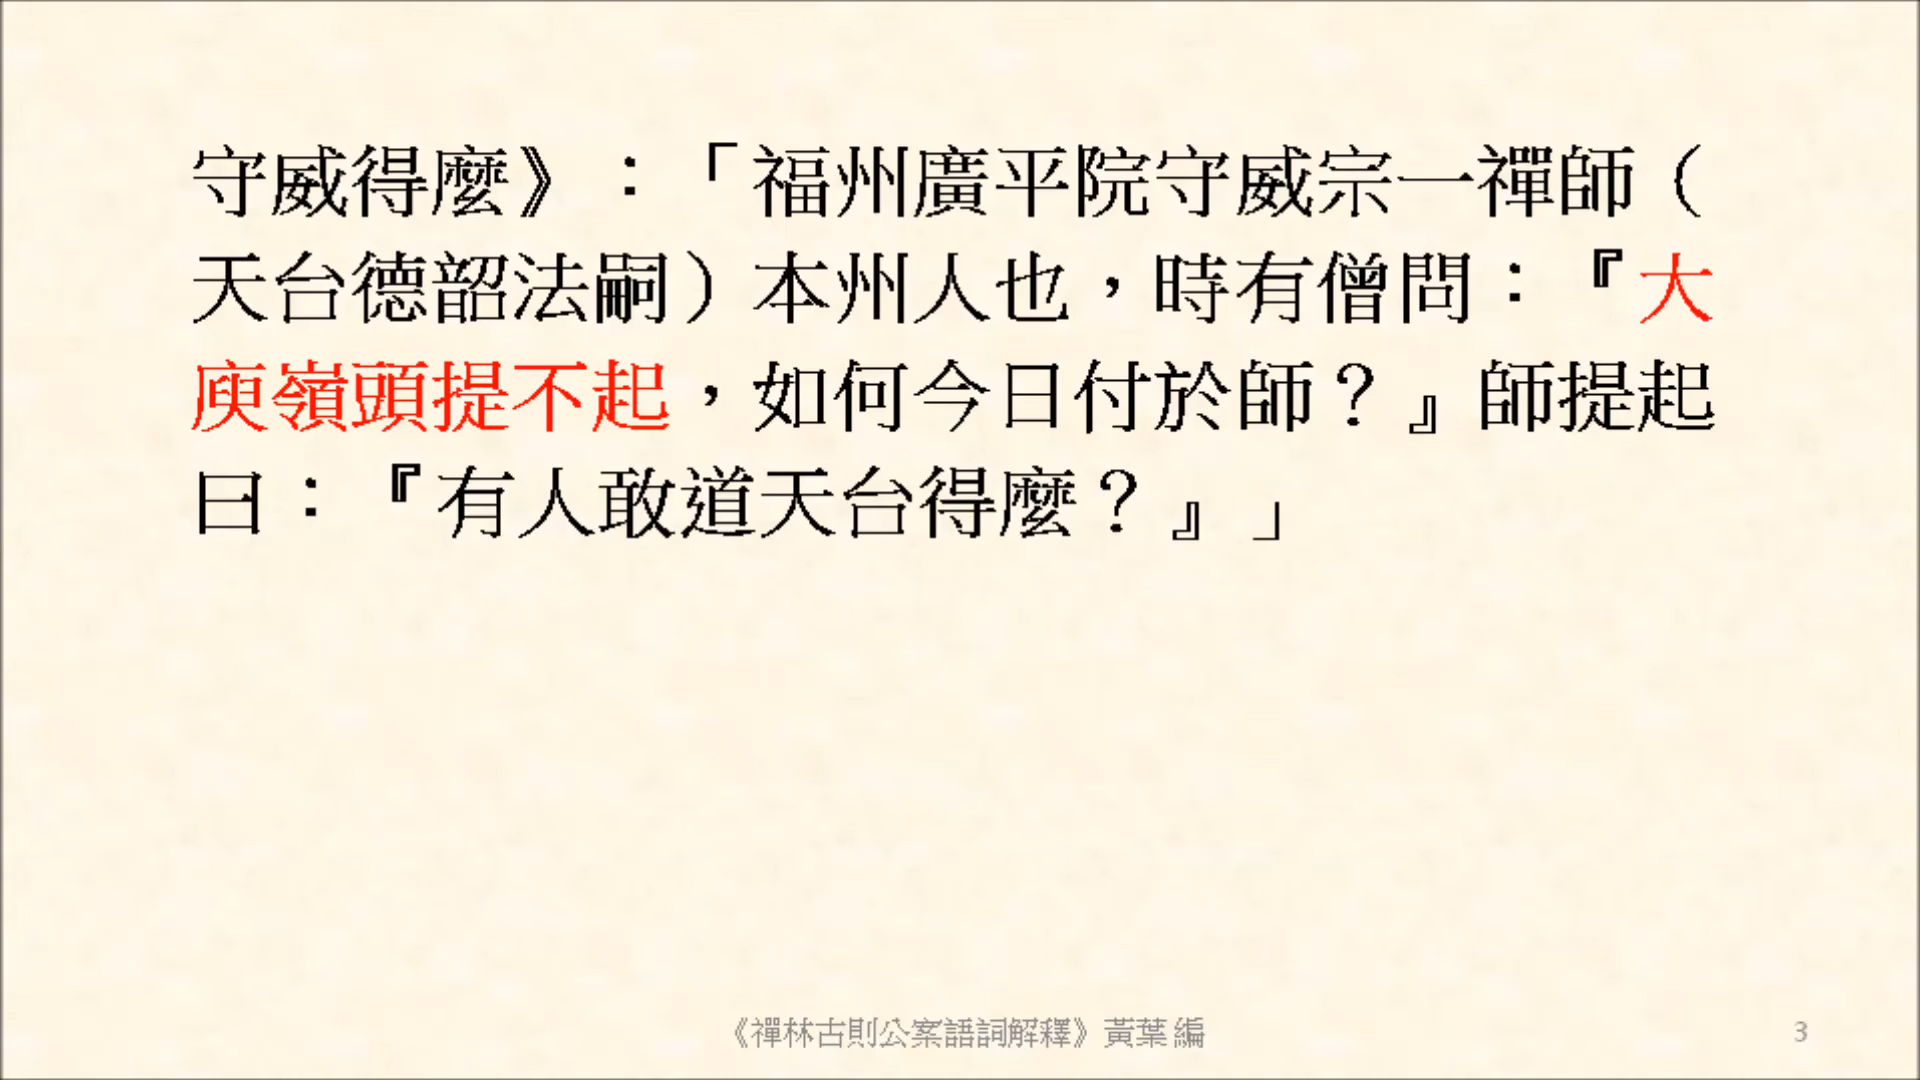 守威得麼》：「福州廣平院守威宗一禪師（
天台德韶法嗣）本州人也，時有僧問：『大
庾嶺頭提不起，如何今日付於師？』師提起
曰：『有人敢道天台得麼？』」
《禪林古則公案語詞解釋》黃葉 編
3